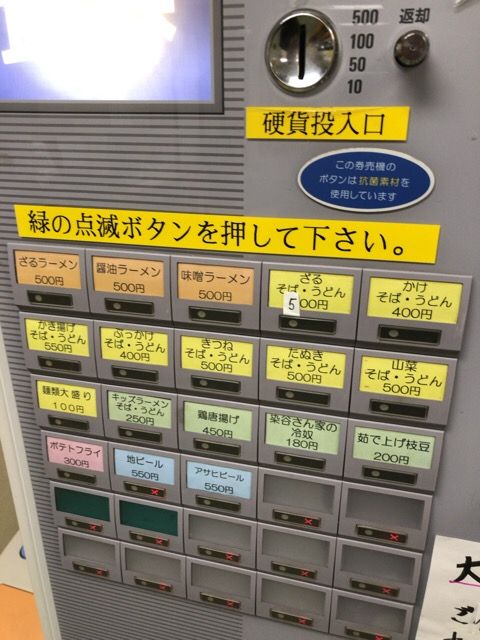 500
100
50
10
返却
硬貨投入口
この券売機の
ボタンは抗菌素材を
使用しています
緑の点滅ボタンを押して下さい。
ざるラーメン
500円
醤油ラーメン
500円
味噌ラーメン
500円
ざる
そば・うどん
500円
かけ
そば・うどん
400円
かき揚げ
そば・うどん
550円
ぶっかけ
そば・うどん
400円
きつね
そば・うどん
500円
たぬき
そば・うどん
500円
山菜
そば・うどん
500円
麺類大盛り
100円
キッズラーメン
そば・うどん
250円
鶏唐揚げ
450円
染谷さん家の
冷奴
180円
茹で上げ枝豆
200円
ポテトフライ
300円
地ビール
550円
アサヒビール
550円
大